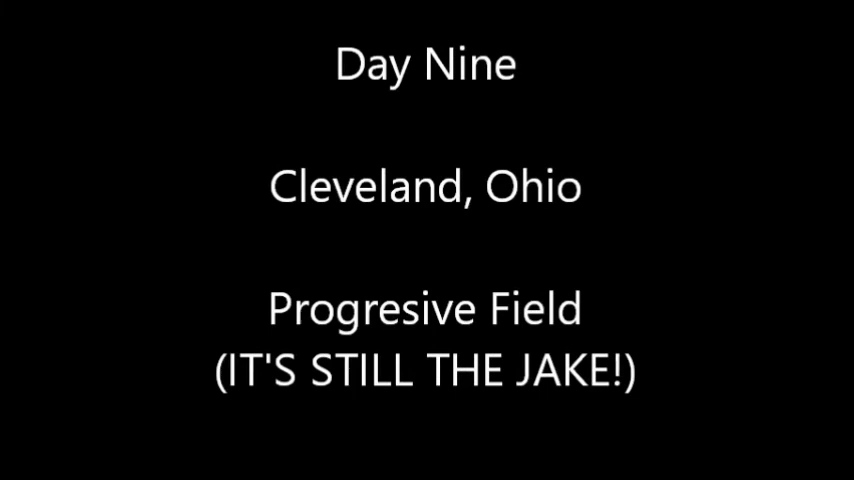 Day Nine
Cleveland, Ohio
Progresive Field
(IT'S STILL THE JAKE!)